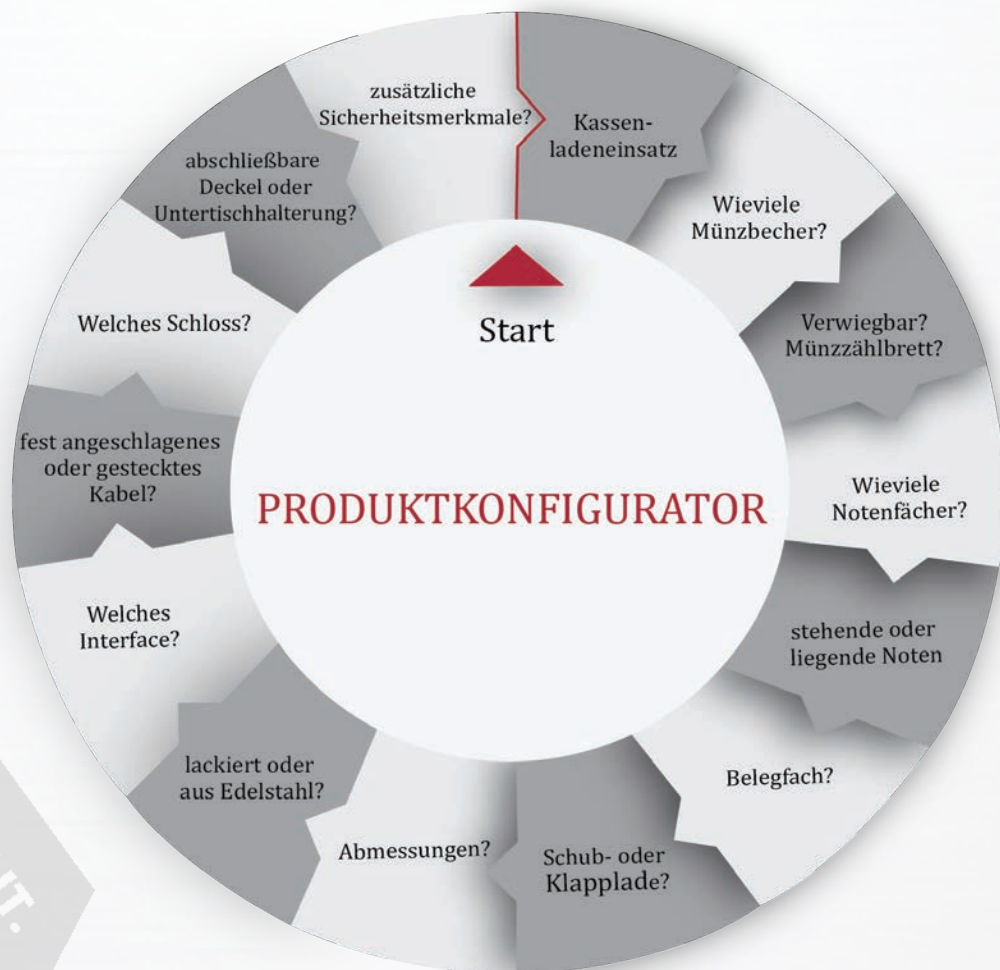 Start
PRODUKTKONFIGURATOR
Kassen-
ladeneinsatz
Wieviele
Münzbecher?
Verwiegbar?
Münzzählbrett?
Wieviele
Notenfächer?
stehende oder
liegende Noten
Belegfach?
Schub- oder
Klapplade?
Abmessungen?
lackiert oder
aus Edelstahl?
Welches
Interface?
fest angeschlagenes
oder gestecktes
Kabel?
Welches Schloss?
abschließbare
Deckel oder
Untertischhalterung?
zusätzliche
Sicherheitsmerkmale?